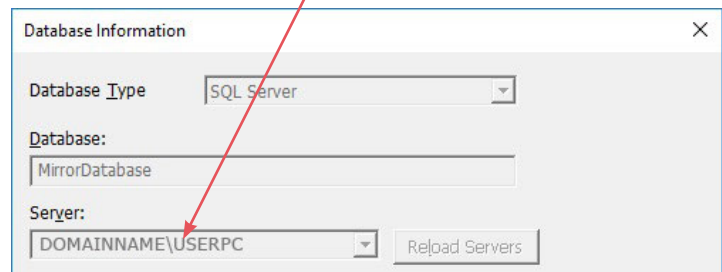 Database Information
Database Type SQL Server
Database:
MirrorDatabase
Server:
DOMAINNAME\USERPC Reload Servers